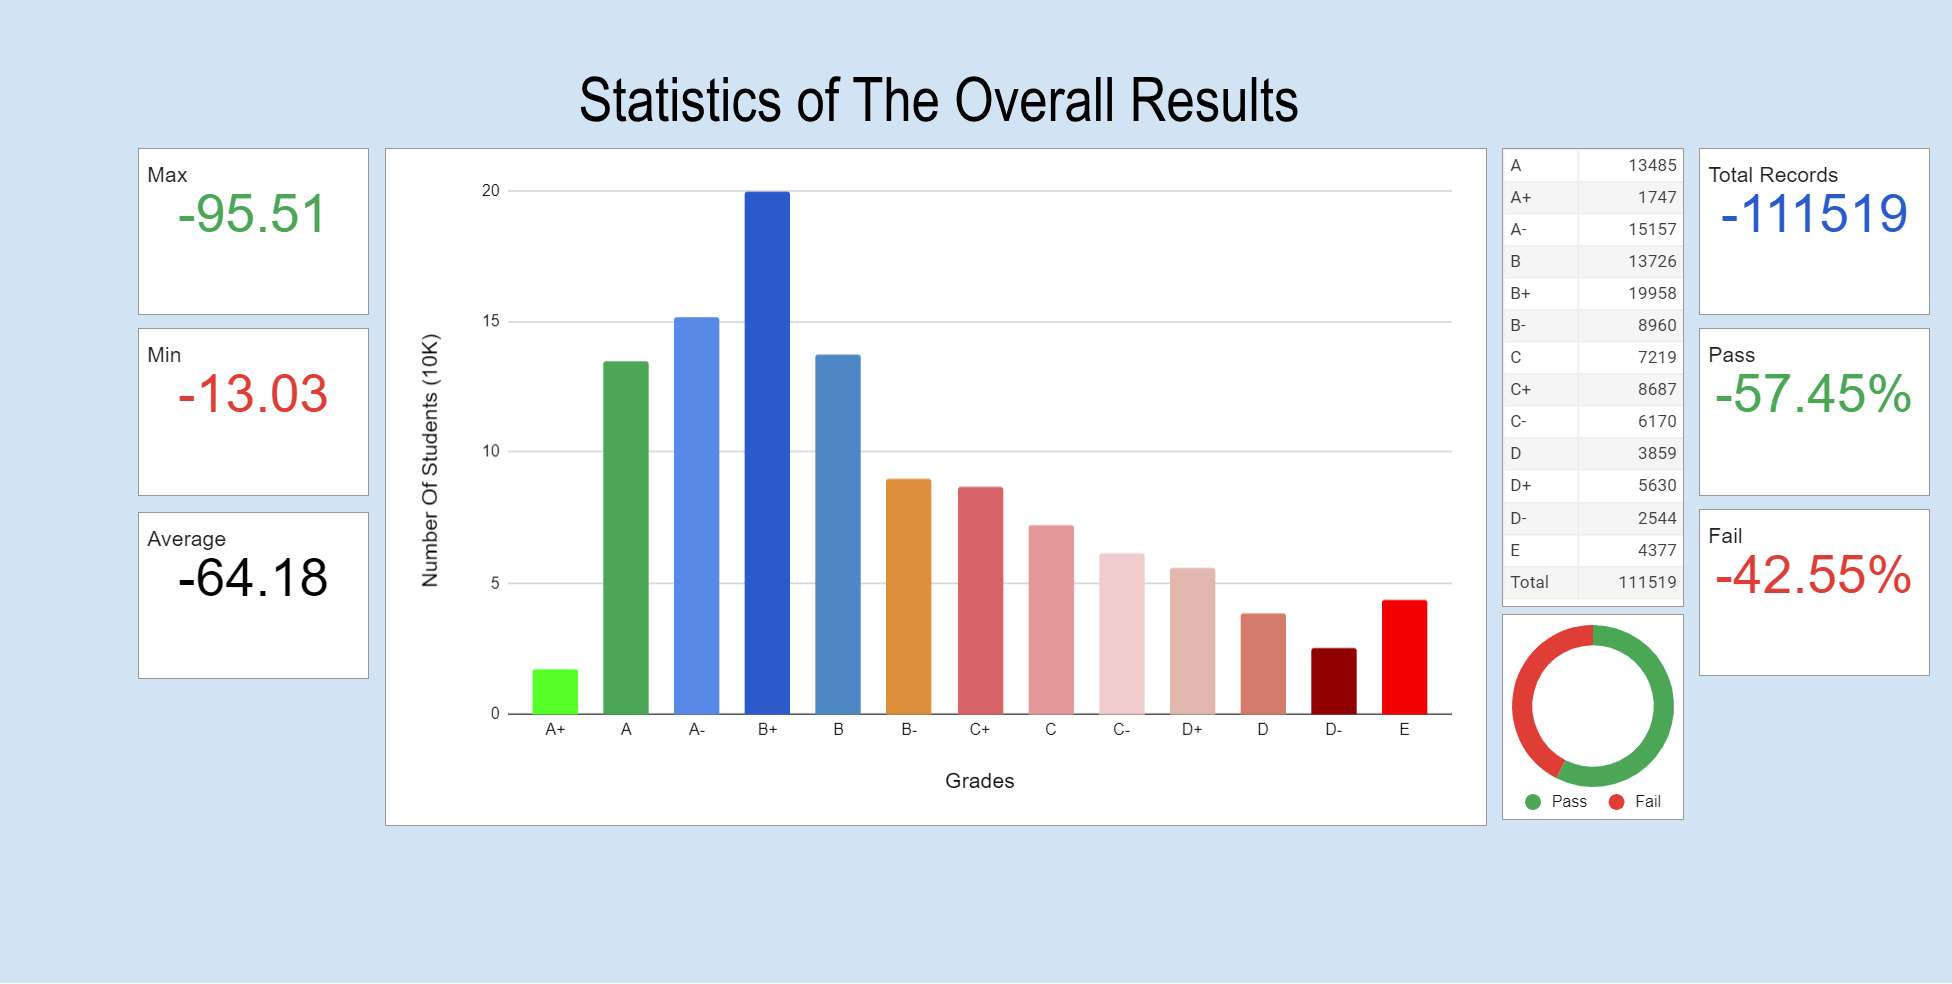 Statistics of The Overall Results
Max
-95.51
Min
-13.03
Average
-64.18
Number Of Students (10K)
20
15
10
5
0
A+ A A- B+ B B- C+ C C- D+ D D- E
Grades
A 13485
A+ 1747
A- 15157
B 13726
B+ 19958
B- 8960
C 7219
C+ 8687
C- 6170
D 3859
D+ 5630
D- 2544
E 4377
Total 111519
Pass Fail
Total Records
-111519
Pass
-57.45%
Fail
-42.55%